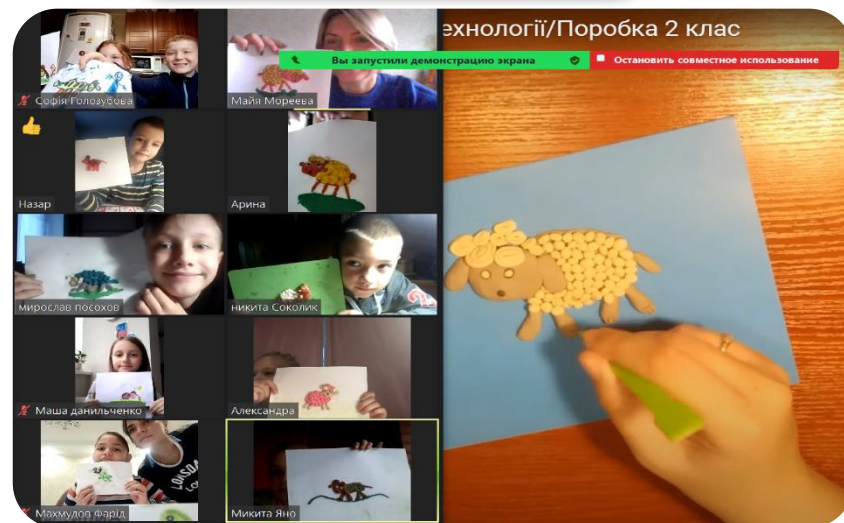 ехнології/Поробка 2 клас
Вы запустили демонстрацию экрана
Остановить совместное использование
Софія Голозубова
Майя Мореева
Назар
Арина
мирослав посохов
никита Соколик
Маша данильченко
Александра
Махмудов Фарід
Микита Яно